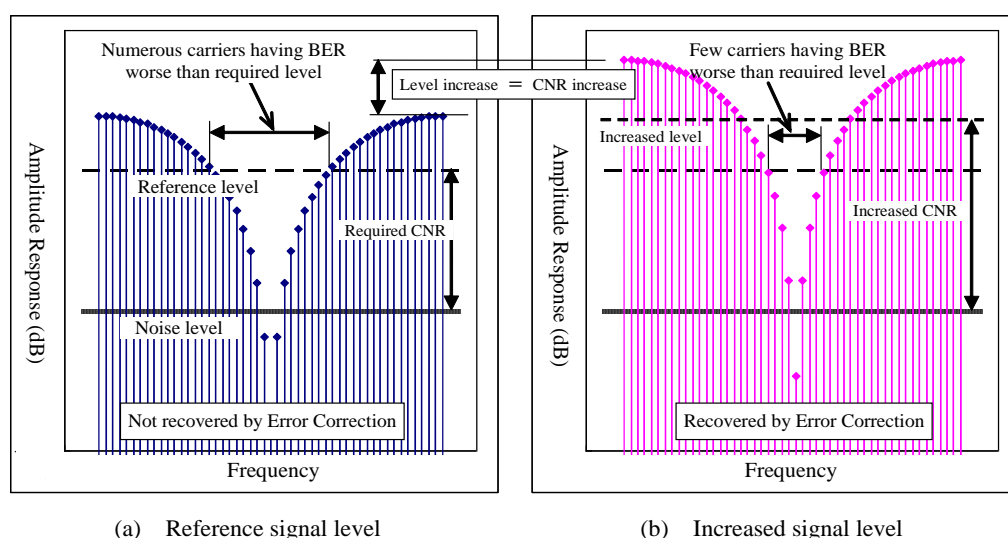 Numerous carriers having BER
worse than required level
Level increase = CNR increase
Few carriers having BER
worse than required level
Amplitude Response (dB)
Reference level
Required CNR
Noise level
Not recovered by Error Correction
Frequency
Amplitude Response (dB)
Increased level
Increased CNR
Recovered by Error Correction
Frequency
(a) Reference signal level
(b) Increased signal level